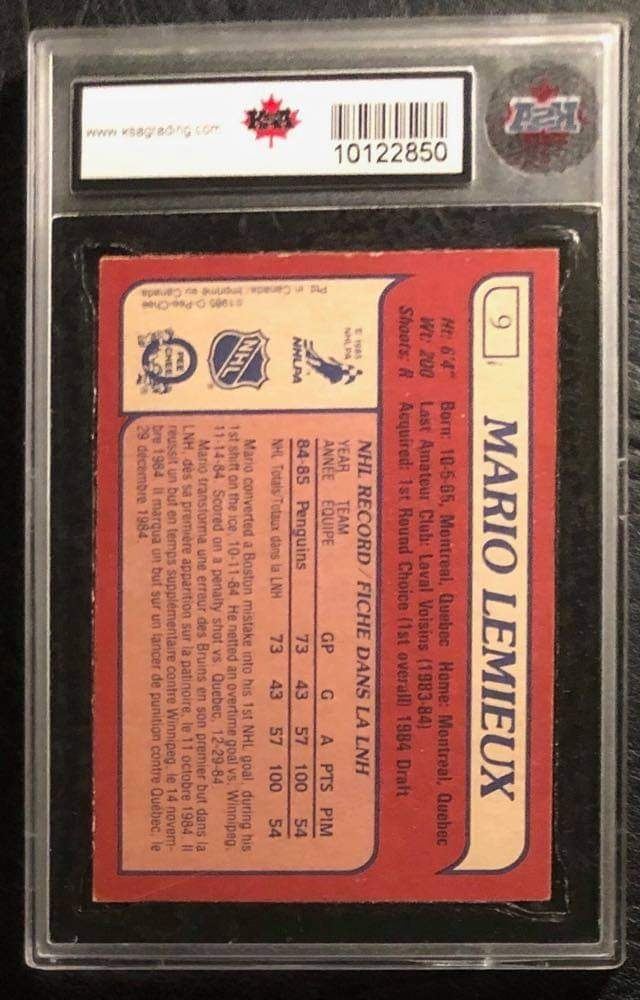 www.ksagrading.com
KSA
10122850
KSA
9
MARIO LEMIEUX
Ht: 6'4" Born: 10-5-65, Montreal, Quebec Home: Montreal, Quebec
Wt: 200 Last Amateur Club: Laval Voisins (1983-84)
Shoots: R Acquired: 1st Round Choice (1st overall) 1984 Draft
© 1985
NHLPA
NHLPA
NHL
O PEE CHEE
©1985 O-Pee-Chee
Ptd. in Canada/Imprimé au Canada
NHL RECORD/FICHE DANS LA LNH
YEAR TEAM
ANNÉE ÉQUIPE GP G A PTS PIM
84-85 Penguins 73 43 57 100 54
NHL Totals/Totaux dans la LNH 73 43 57 100 54
Mario converted a Boston mistake into his 1st NHL goal, during his
1st shift on the ice, 10-11-84. He netted an overtime goal vs. Winnipeg,
11-14-84. Scored on a penalty shot vs. Quebec, 12-29-84.
Mario transforma une erreur des Bruins en son premier but dans la
LNH, dès sa première apparition sur la patinoire, le 11 octobre 1984. Il
réussit un but en temps supplémentaire contre Winnipeg, le 14 novem-
bre 1984. Il marqua un but sur un lancer de punition contre Québec, le
29 décembre 1984.